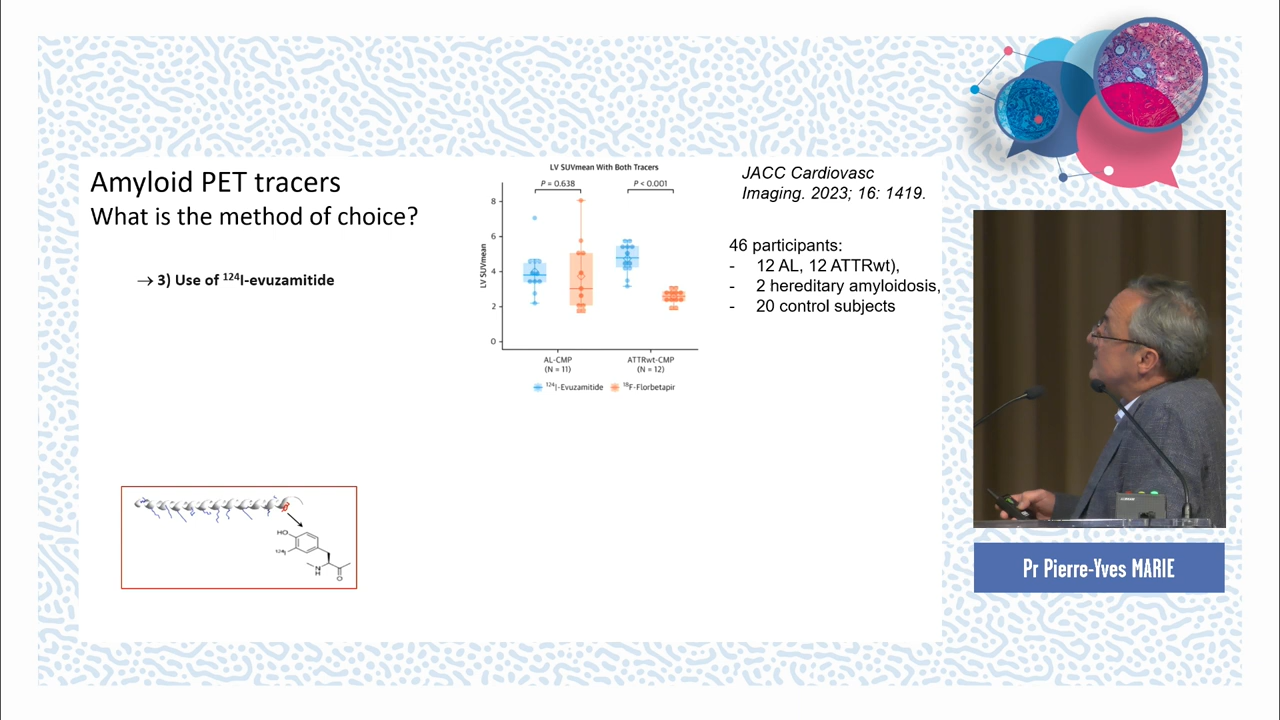 Amyloid PET tracers
What is the method of choice?
→ 3) Use of ¹²⁴I-evuzamitide
LV SUVmean With Both Tracers
P = 0.638
P < 0.001
LV SUVmean
8
6
4
2
0
AL-CMP
(N = 11)
ATTRwt-CMP
(N = 12)
¹²⁴I-Evuzamitide
¹⁸F-Florbetapir
JACC Cardiovasc
Imaging. 2023; 16: 1419.
46 participants:
- 12 AL, 12 ATTRwt),
- 2 hereditary amyloidosis,
- 20 control subjects
HO
N
H
O
Pr Pierre-Yves MARIE